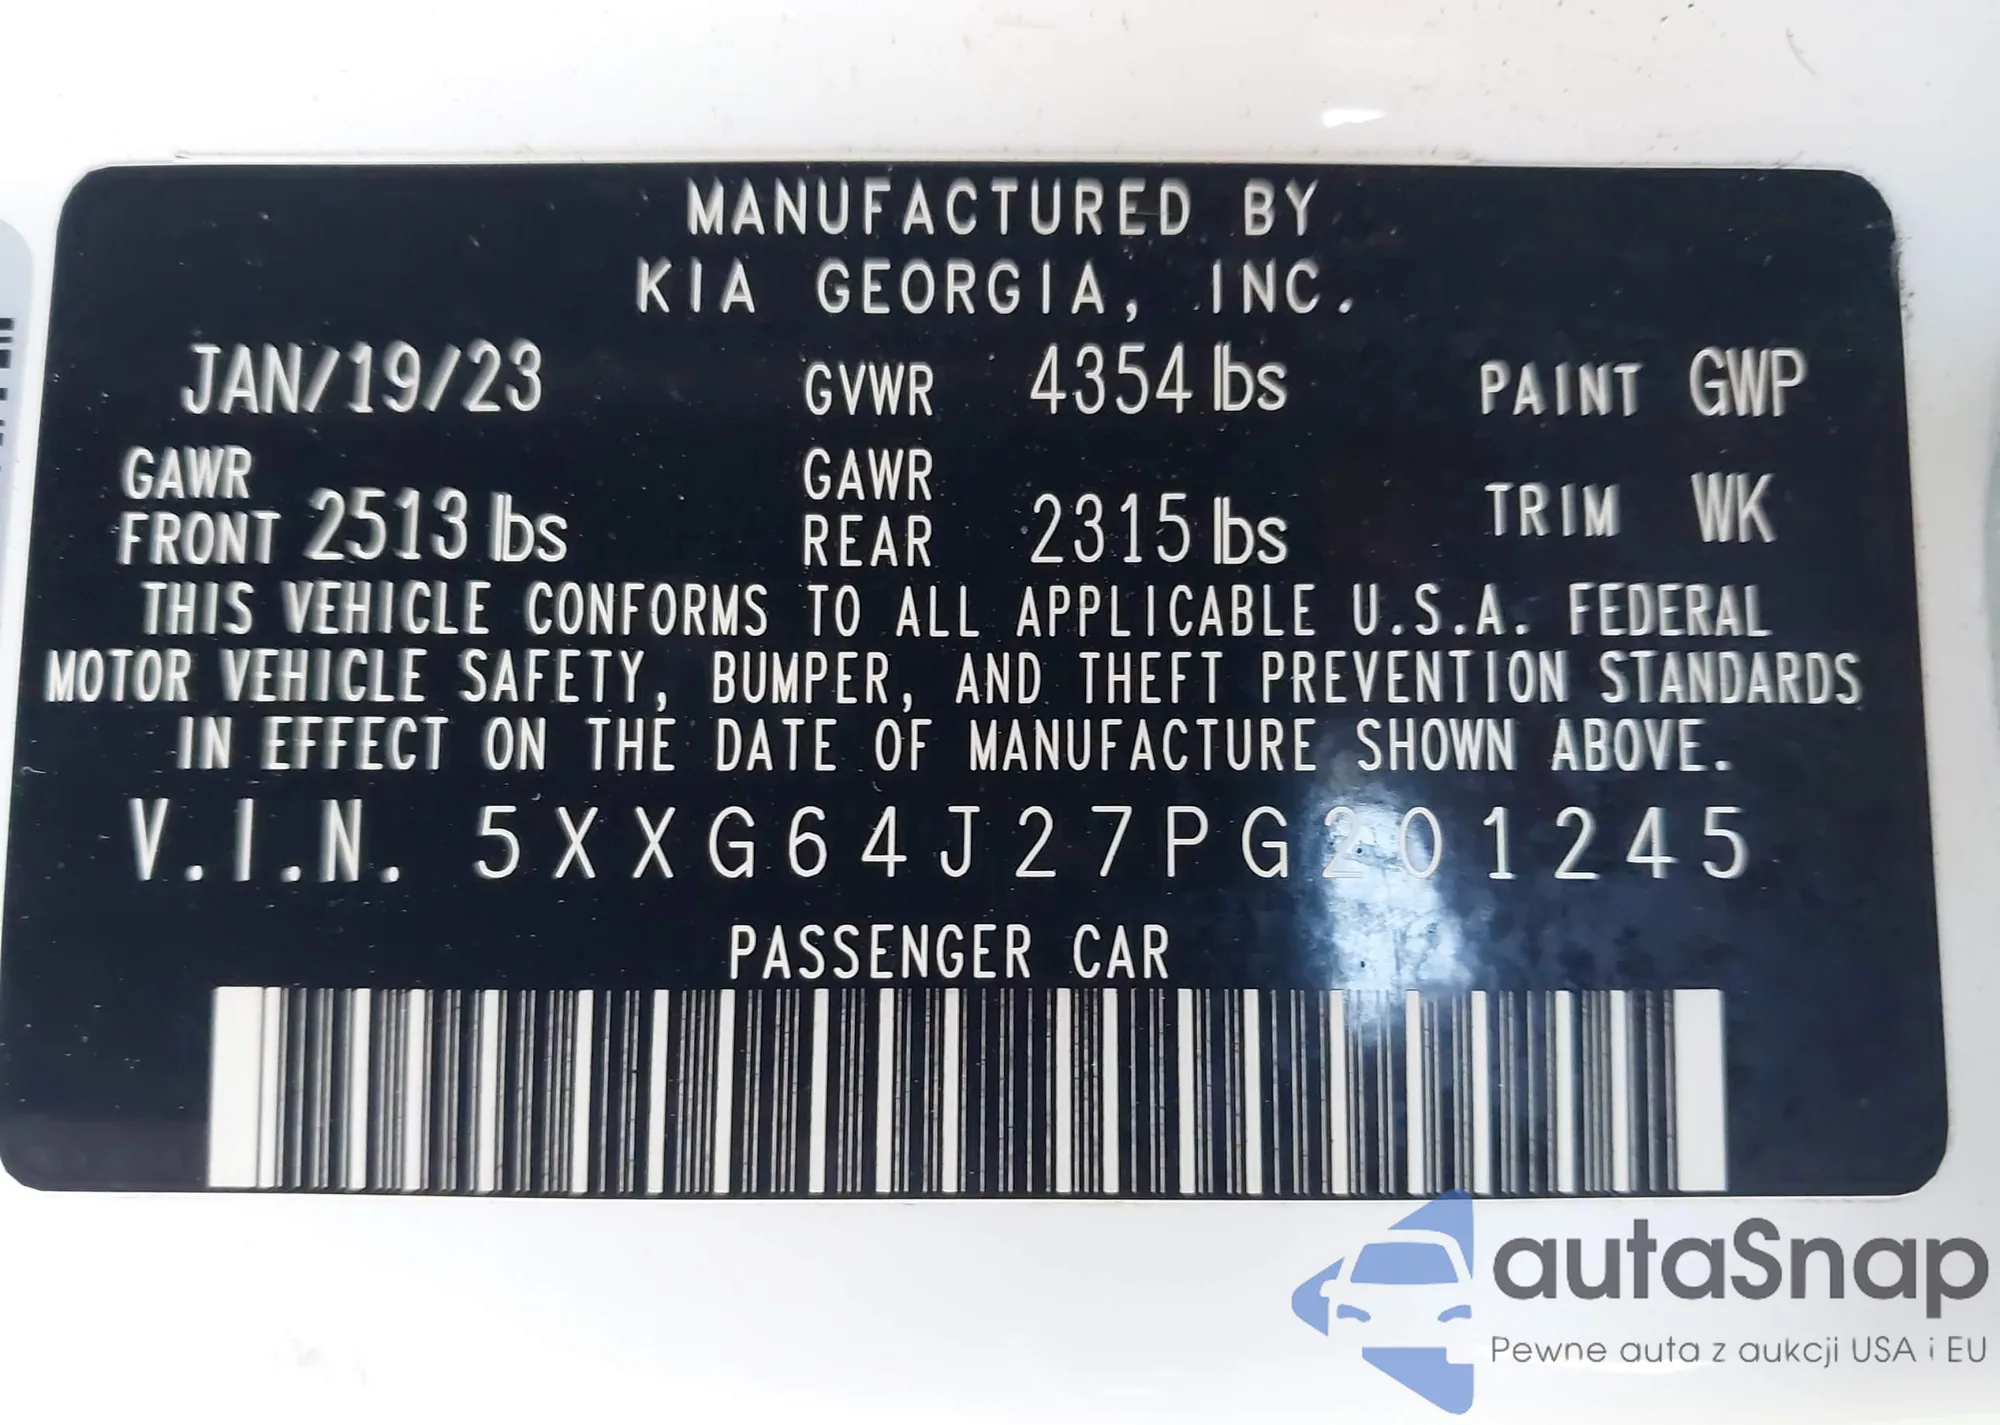 MANUFACTURED BY
KIA GEORGIA, INC.
JAN/19/23 GVWR 4354 lbs PAINT GWP
GAWR FRONT 2513 lbs GAWR REAR 2315 lbs TRIM WK
THIS VEHICLE CONFORMS TO ALL APPLICABLE U.S.A. FEDERAL
MOTOR VEHICLE SAFETY, BUMPER, AND THEFT PREVENTION STANDARDS
IN EFFECT ON THE DATE OF MANUFACTURE SHOWN ABOVE.
V.I.N. 5XXG64J27PG201245
PASSENGER CAR
autaSnap
Pewne auta z aukcji USA i EU